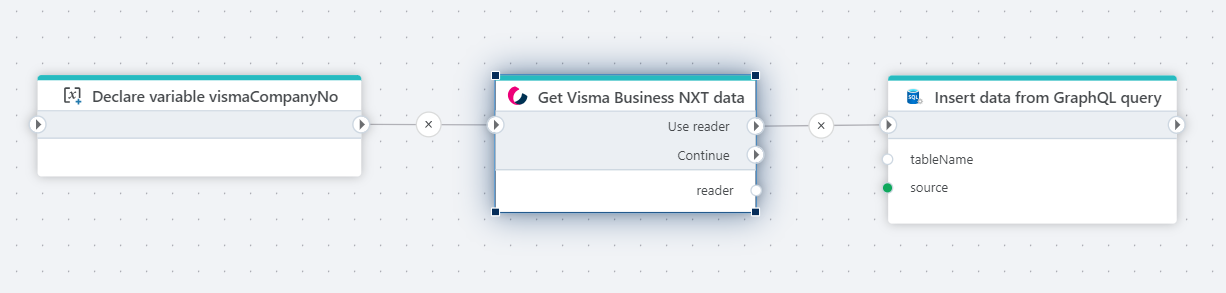 Declare variable vismaCompanyNo
Get Visma Business NXT data
Use reader
Continue
reader
SQL
Insert data from GraphQL query
tableName
source